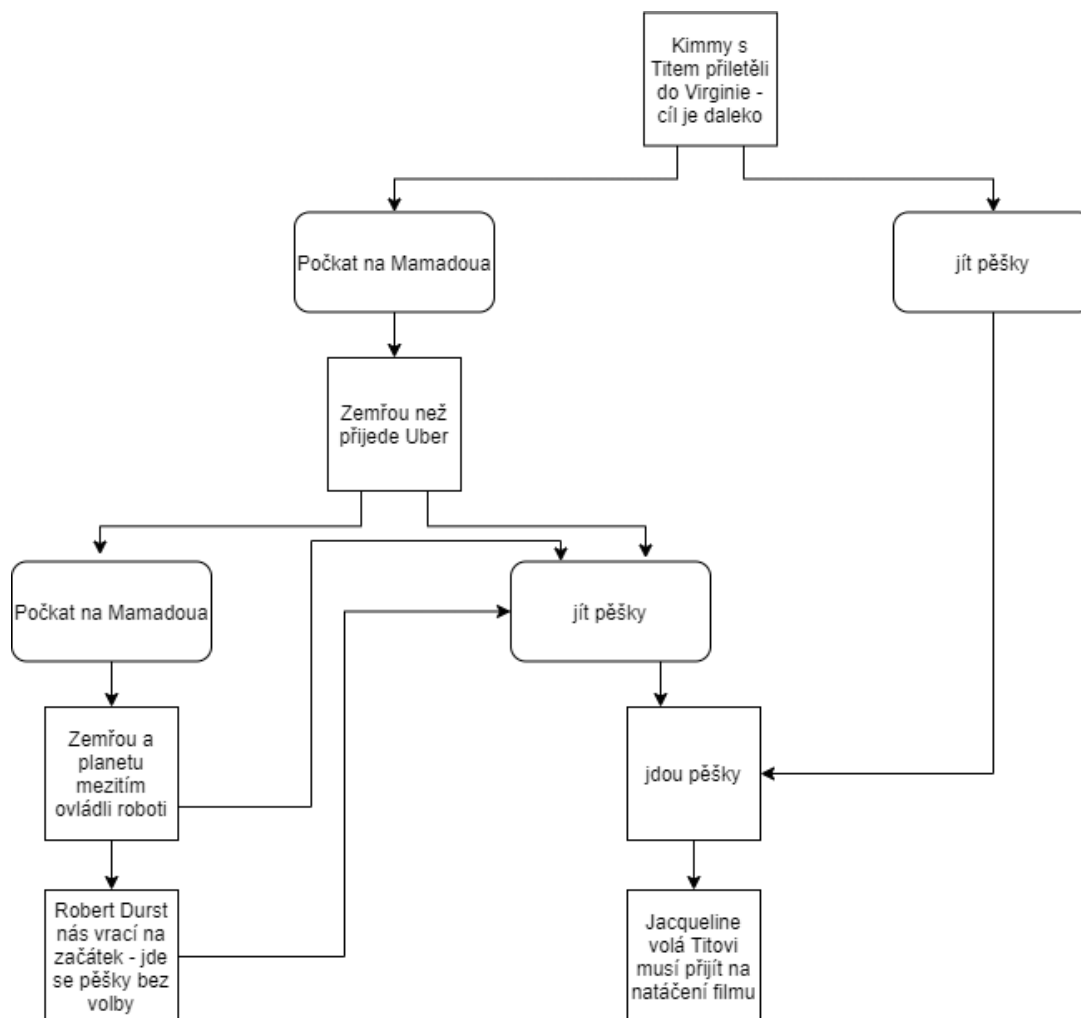 Kimmy s
Titem přiletěli
do Virginie -
cíl je daleko
Počkat na Mamadoua
jít pěšky
Zemřou než
přijede Uber
Počkat na Mamadoua
jít pěšky
Zemřou a
planetu
mezitím
ovládli roboti
jdou pěšky
Robert Durst
nás vrací na
začátek - jde
se pěšky bez
volby
Jacqueline
volá Titovi
musí přijít na
natáčení filmu